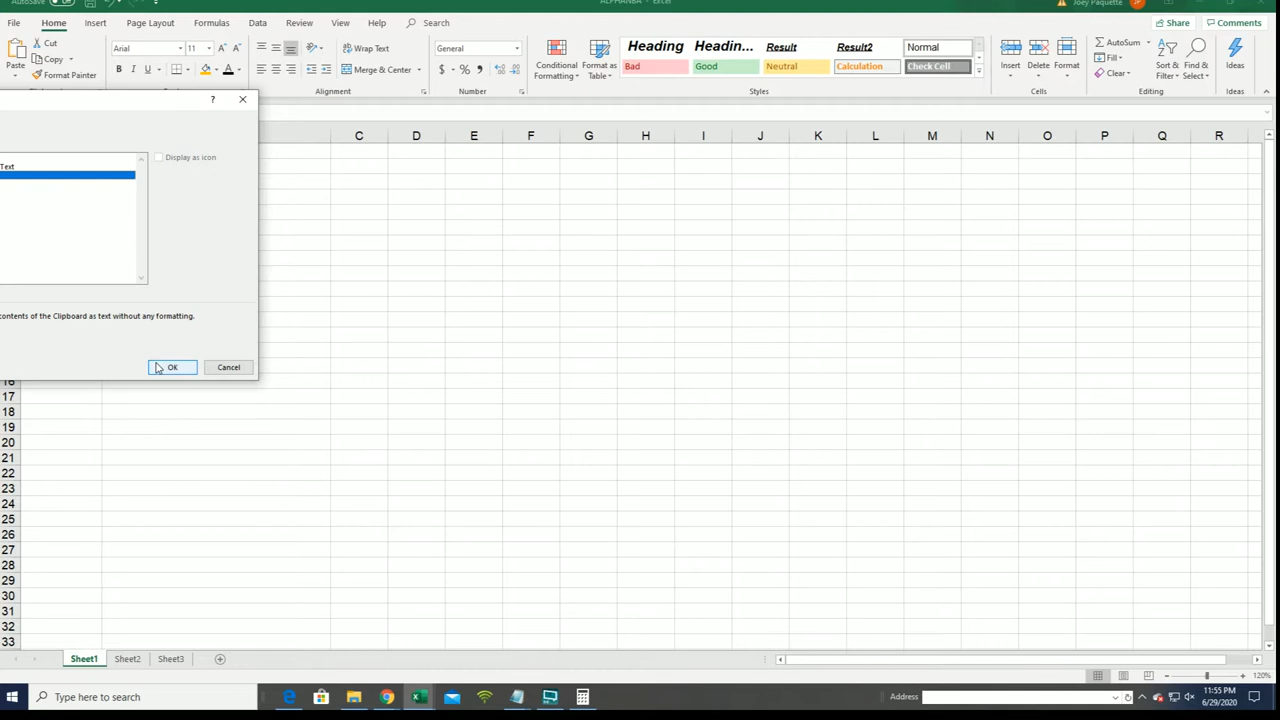 AutoSave Off ALPHANBA - Excel Joey Paquette JP
File Home Insert Page Layout Formulas Data Review View Help Search Share Comments
Cut Arial 11 Wrap Text General Heading Headin... Result Result2 Normal AutoSum
Paste Copy Conditional Formatting Format as Table Insert Delete Format Fill Sort & Filter Find & Select Ideas
Format Painter B I U A Merge & Center $ % Bad Good Neutral Calculation Check Cell Clear
Alignment Number Styles Cells Editing Ideas
C D E F G H I J K L M N O P Q R
Text
Display as icon
contents of the Clipboard as text without any formatting.
OK Cancel
16
17
18
19
20
21
22
23
24
25
26
27
28
29
30
31
32
33
Sheet1 Sheet2 Sheet3
120%
Type here to search Address 11:55 PM
6/29/2020